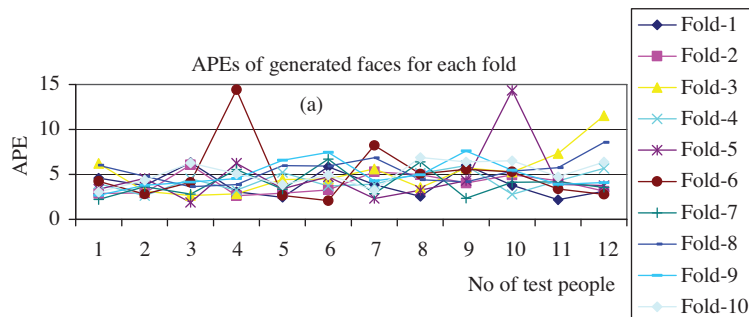 APEs of generated faces for each fold
(a)
APE
15
10
5
0
1 2 3 4 5 6 7 8 9 10 11 12
No of test people
Fold-1
Fold-2
Fold-3
Fold-4
Fold-5
Fold-6
Fold-7
Fold-8
Fold-9
Fold-10